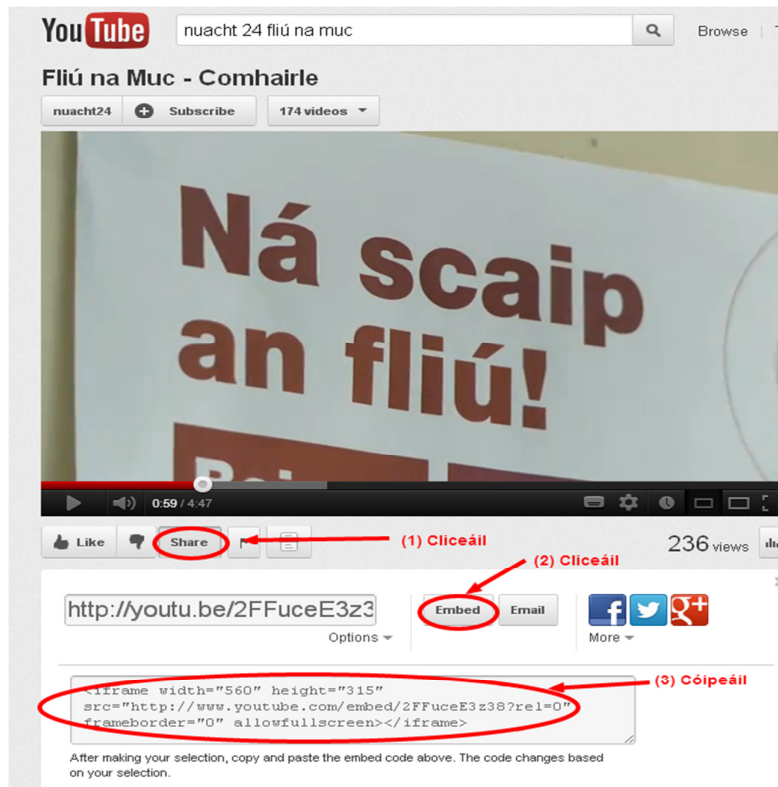 YouTube nuacht 24 fliú na muc Browse
Fliú na Muc - Comhairle
nuacht24 Subscribe 174 videos
Ná scaip
an fliú!
0:59 / 4:47
Like Share (1) Cliceáil 236 views
(2) Cliceáil
http://youtu.be/2FFuceE3z3 Embed Email
Options More
(3) Cóipeáil
<iframe width="560" height="315"
src="http://www.youtube.com/embed/2FFuceE3z38?rel=0"
frameborder="0" allowfullscreen></iframe>
After making your selection, copy and paste the embed code above. The code changes based
on your selection.